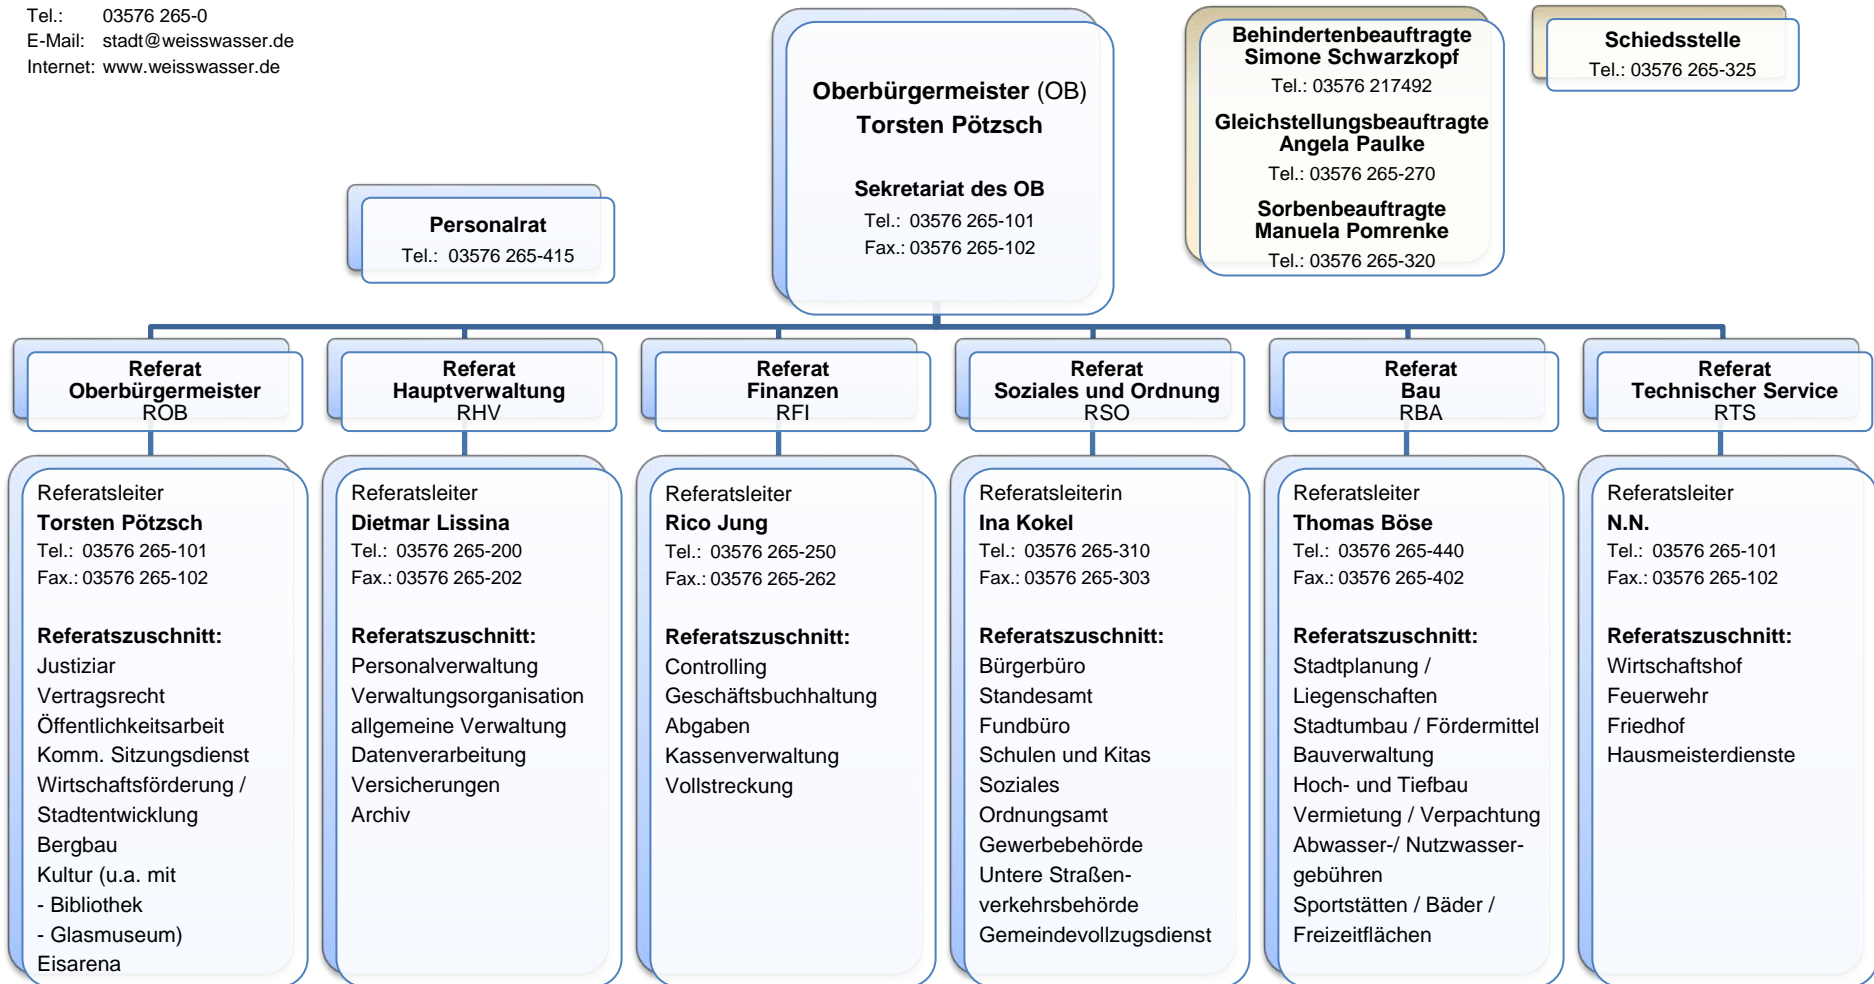 Tel.: 03576 265-0
E-Mail: stadt@weisswasser.de
Internet: www.weisswasser.de
Oberbürgermeister (OB)
Torsten Pötzsch
Sekretariat des OB
Tel.: 03576 265-101
Fax.: 03576 265-102
Behindertenbeauftragte
Simone Schwarzkopf
Tel.: 03576 217492
Gleichstellungsbeauftragte
Angela Paulke
Tel.: 03576 265-270
Sorbenbeauftragte
Manuela Pomrenke
Tel.: 03576 265-320
Schiedsstelle
Tel.: 03576 265-325
Personalrat
Tel.: 03576 265-415
Referat
Oberbürgermeister
ROB
Referatsleiter
Torsten Pötzsch
Tel.: 03576 265-101
Fax.: 03576 265-102
Referatszuschnitt:
Justiziar
Vertragsrecht
Öffentlichkeitsarbeit
Komm. Sitzungsdienst
Wirtschaftsförderung /
Stadtentwicklung
Bergbau
Kultur (u.a. mit
- Bibliothek
- Glasmuseum)
Eisarena
Referat
Hauptverwaltung
RHV
Referatsleiter
Dietmar Lissina
Tel.: 03576 265-200
Fax.: 03576 265-202
Referatszuschnitt:
Personalverwaltung
Verwaltungsorganisation
allgemeine Verwaltung
Datenverarbeitung
Versicherungen
Archiv
Referat
Finanzen
RFI
Referatsleiter
Rico Jung
Tel.: 03576 265-250
Fax.: 03576 265-262
Referatszuschnitt:
Controlling
Geschäftsbuchhaltung
Abgaben
Kassenverwaltung
Vollstreckung
Referat
Soziales und Ordnung
RSO
Referatsleiterin
Ina Kokel
Tel.: 03576 265-310
Fax.: 03576 265-303
Referatszuschnitt:
Bürgerbüro
Standesamt
Fundbüro
Schulen und Kitas
Soziales
Ordnungsamt
Gewerbebehörde
Untere Straßen-
verkehrsbehörde
Gemeindevollzugsdienst
Referat
Bau
RBA
Referatsleiter
Thomas Böse
Tel.: 03576 265-440
Fax.: 03576 265-402
Referatszuschnitt:
Stadtplanung /
Liegenschaften
Stadtumbau / Fördermittel
Bauverwaltung
Hoch- und Tiefbau
Vermietung / Verpachtung
Abwasser-/ Nutzwasser-
gebühren
Sportstätten / Bäder /
Freizeitflächen
Referat
Technischer Service
RTS
Referatsleiter
N.N.
Tel.: 03576 265-101
Fax.: 03576 265-102
Referatszuschnitt:
Wirtschaftshof
Feuerwehr
Friedhof
Hausmeisterdienste